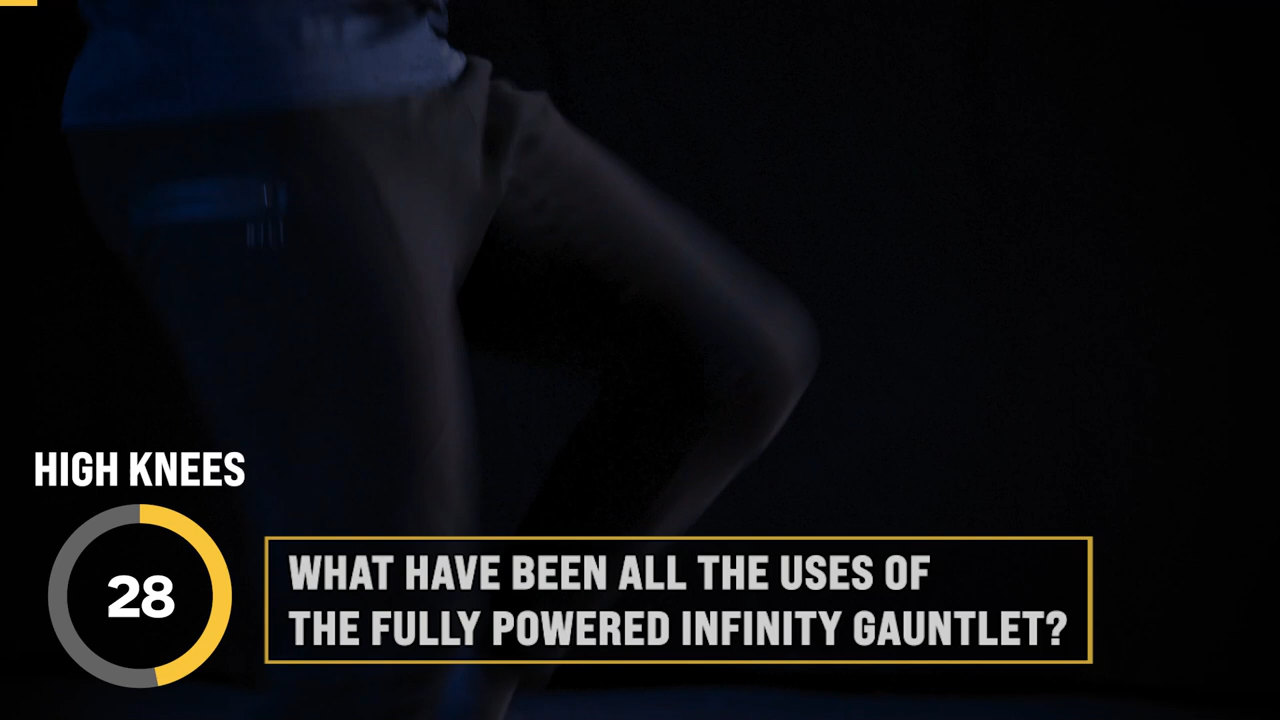 HIGH KNEES
28
WHAT HAVE BEEN ALL THE USES OF
THE FULLY POWERED INFINITY GAUNTLET?